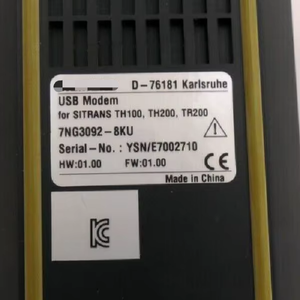 D-76181 Karlsruhe
USB Modem
for SITRANS TH100, TH200, TR200
7NG3092-8KU
Serial-No.: YSN/E7002710
HW:01.00 FW:01.00
CE
Made in China